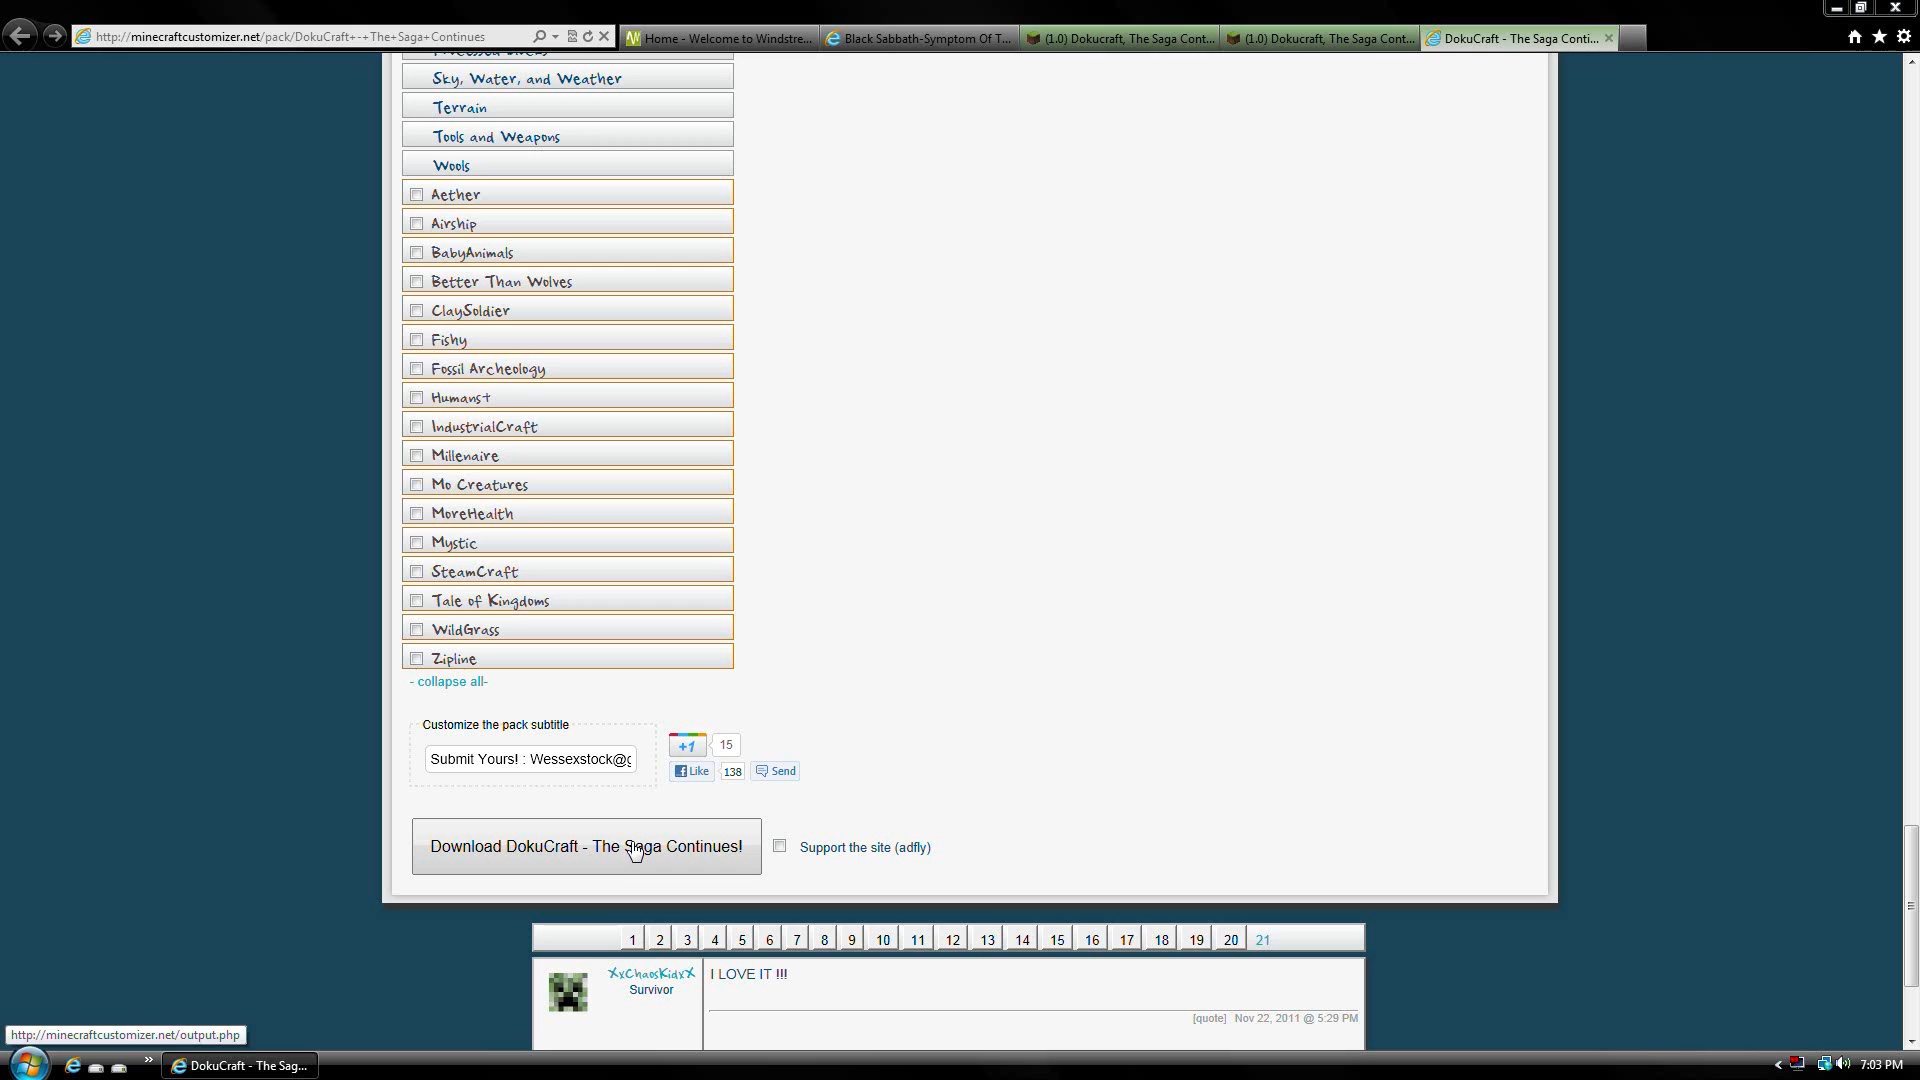 http://minecraftcustomizer.net/pack/DokuCraft+-+The+Saga+Continues
Home - Welcome to Windstre...
Black Sabbath-Symptom Of T...
(1.0) Dokucraft, The Saga Cont...
(1.0) Dokucraft, The Saga Cont...
DokuCraft - The Saga Conti...
Sky, Water, and Weather
Terrain
Tools and Weapons
Wools
Aether
Airship
BabyAnimals
Better Than Wolves
ClaySoldier
Fishy
Fossil Archeology
Humans+
IndustrialCraft
Millenaire
Mo Creatures
MoreHealth
Mystic
SteamCraft
Tale of Kingdoms
WildGrass
Zipline
- collapse all-
Customize the pack subtitle
Submit Yours! : Wessexstock@g
+1 15
Like 138 Send
Download DokuCraft - The Saga Continues!
Support the site (adfly)
1 2 3 4 5 6 7 8 9 10 11 12 13 14 15 16 17 18 19 20 21
XxChaosKidxX
Survivor
I LOVE IT !!!
[quote] Nov 22, 2011 @ 5:29 PM
http://minecraftcustomizer.net/output.php
DokuCraft - The Sag...
7:03 PM